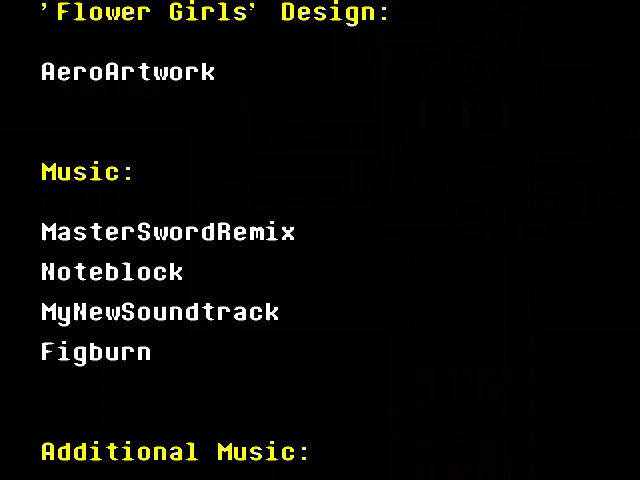 'Flower Girls' Design:
AeroArtwork
Music:
MasterSwordRemix
Noteblock
MyNewSoundtrack
Figburn
Additional Music: